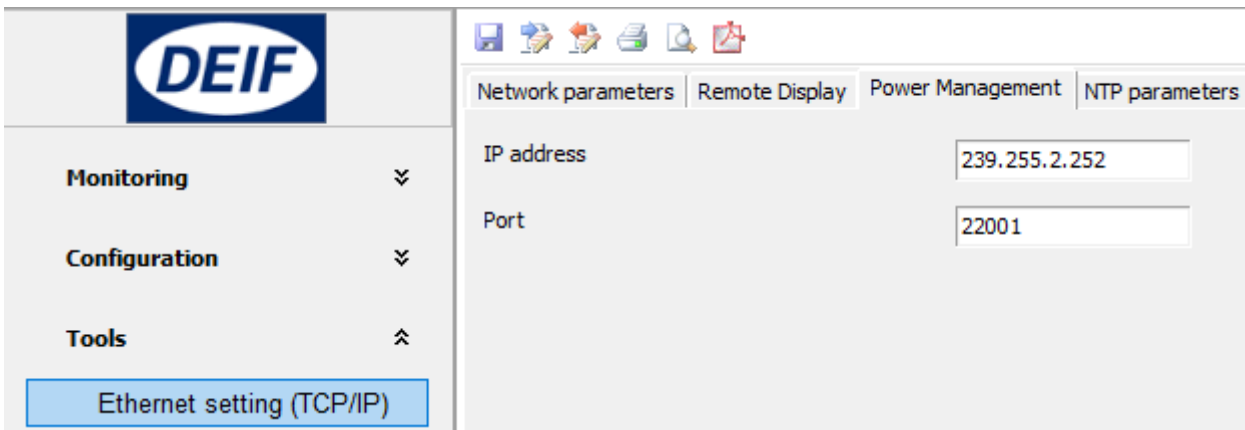 DEIF
Network parameters Remote Display Power Management NTP parameters
IP address 239.255.2.252
Port 22001
Monitoring
Configuration
Tools
Ethernet setting (TCP/IP)